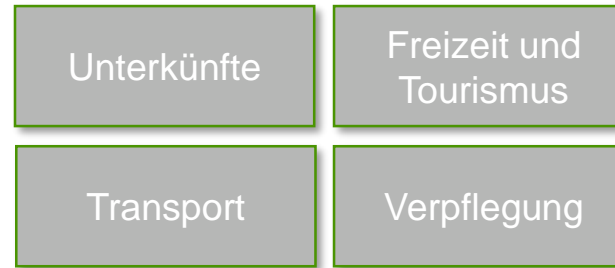 Unterkünfte
Freizeit und
Tourismus
Transport
Verpflegung